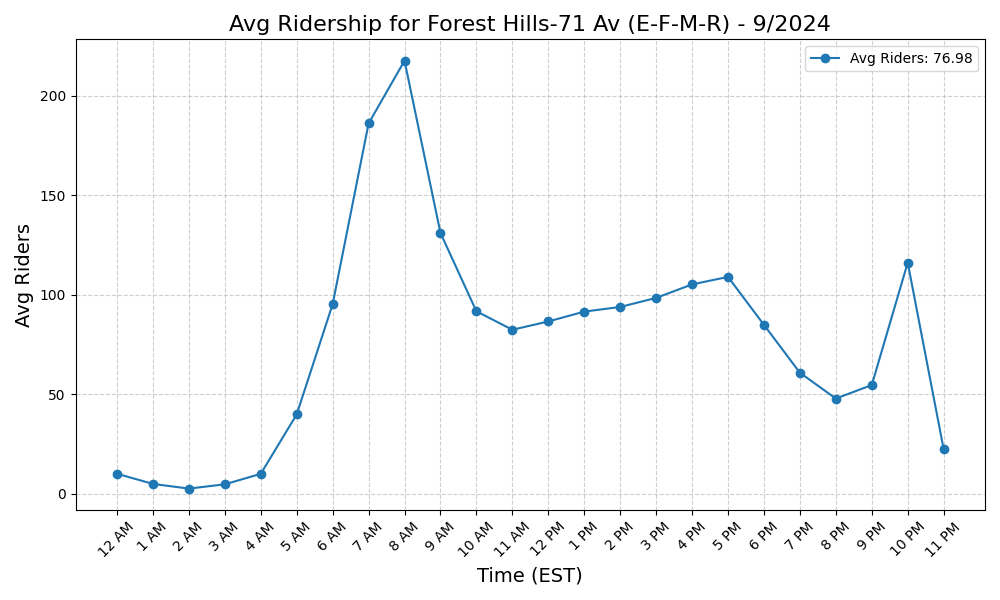 Avg Ridership for Forest Hills-71 Av (E-F-M-R) - 9/2024
Avg Riders: 76.98
Avg Riders
200
150
100
50
0
12 AM
1 AM
2 AM
3 AM
4 AM
5 AM
6 AM
7 AM
8 AM
9 AM
10 AM
11 AM
12 PM
1 PM
2 PM
3 PM
4 PM
5 PM
6 PM
7 PM
8 PM
9 PM
10 PM
11 PM
Time (EST)